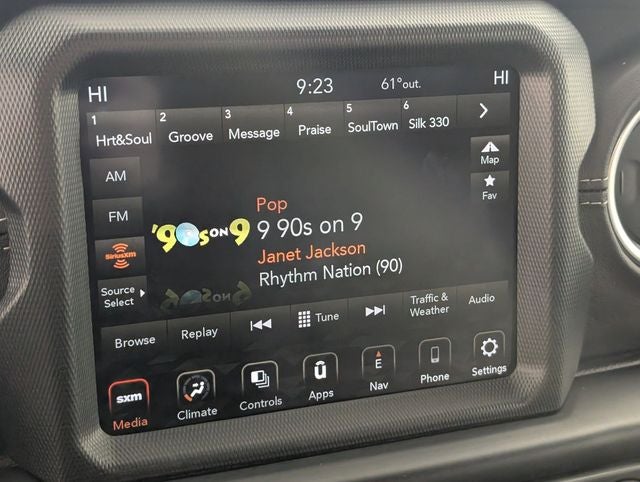 HI 9:23 61° out. HI
1 Hrt&Soul 2 Groove 3 Message 4 Praise 5 SoulTown 6 Silk 330
Map
Fav
AM
FM
SiriusXM
Source
Select
'90s ON 9
Pop
9 90s on 9
Janet Jackson
Rhythm Nation (90)
Browse Replay Tune Traffic &
Weather Audio
sxm
Media Climate Controls Apps E
Nav Phone Settings